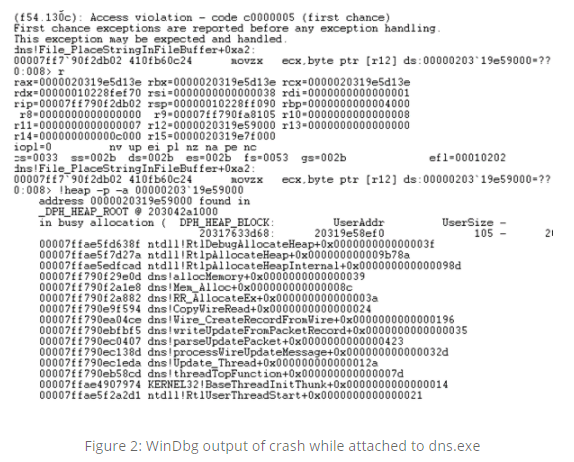 (f54.130c): Access violation - code c0000005 (first chance)
First chance exceptions are reported before any exception handling.
This exception may be expected and handled.
dns!File_PlaceStringInFileBuffer+0xa2:
00007ff7`90f2db02 410fb60c24 movzx ecx,byte ptr [r12] ds:00000203`19e59000=??
0:008> r
rax=0000020319e5d13e rbx=0000020319e5d13e rcx=0000020319e5d13e
rdx=00000010228fef70 rsi=0000000000000038 rdi=0000000000000001
rip=00007ff790f2db02 rsp=00000010228ff090 rbp=0000000000004000
r8=0000000000000000 r9=00007ff790fa8105 r10=0000000000000008
r11=0000000000000007 r12=0000020319e59000 r13=0000000000000000
r14=000000000000c000 r15=0000020319e7f000
iopl=0 nv up ei pl nz na pe nc
cs=0033 ss=002b ds=002b es=002b fs=0053 gs=002b efl=00010202
dns!File_PlaceStringInFileBuffer+0xa2:
00007ff7`90f2db02 410fb60c24 movzx ecx,byte ptr [r12] ds:00000203`19e59000=??
0:008> !heap -p -a 00000203`19e59000
address 0000020319e59000 found in
_DPH_HEAP_ROOT @ 203042a1000
in busy allocation ( DPH_HEAP_BLOCK: UserAddr UserSize -
20317633d68: 20319e58ef0 105 - 20
00007ffae5fd638f ntdll!RtlDebugAllocateHeap+0x000000000000003f
00007ffae5f7d27a ntdll!RtlpAllocateHeap+0x000000000009b78a
00007ffae5edfcad ntdll!RtlpAllocateHeapInternal+0x000000000000098d
00007ff790f29e0d dns!allocMemory+0x0000000000000039
00007ff790f2a1e8 dns!Mem_Alloc+0x000000000000008c
00007ff790f2a882 dns!RR_AllocateEx+0x000000000000003a
00007ff790e9f594 dns!CopyWireRead+0x0000000000000024
00007ff790ea04ce dns!Wire_CreateRecordFromWire+0x0000000000000196
00007ff790ebfbf5 dns!writeUpdateFromPacketRecord+0x0000000000000035
00007ff790ec0407 dns!parseUpdatePacket+0x0000000000000423
00007ff790ec138d dns!processWireUpdateMessage+0x000000000000032d
00007ff790ec1eda dns!Update_Thread+0x000000000000012a
00007ff790eb58cd dns!threadTopFunction+0x000000000000007d
00007ffae4907974 KERNEL32!BaseThreadInitThunk+0x0000000000000014
00007ffae5f2a2d1 ntdll!RtlUserThreadStart+0x0000000000000021
Figure 2: WinDbg output of crash while attached to dns.exe